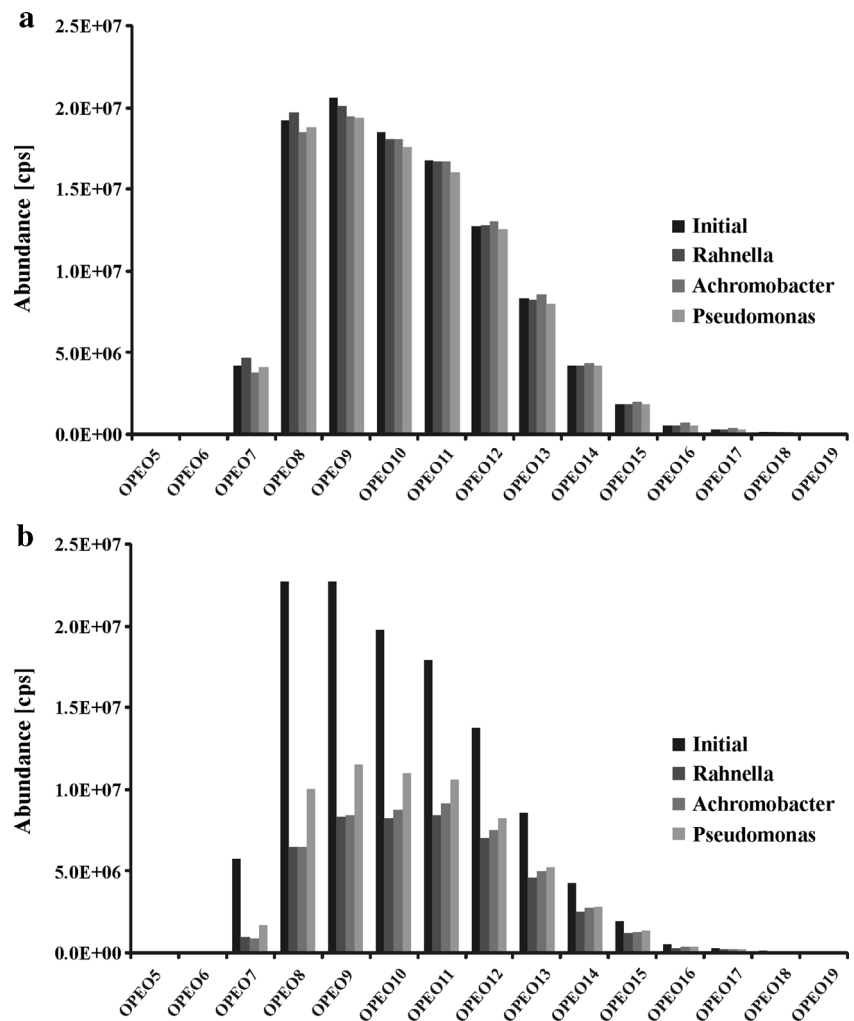 a
Abundance [cps]
2.5E+07
2.0E+07
1.5E+07
1.0E+07
5.0E+06
0.0E+00
Initial
Rahnella
Achromobacter
Pseudomonas
OPEO5
OPEO6
OPEO7
OPEO8
OPEO9
OPEO10
OPEO11
OPEO12
OPEO13
OPEO14
OPEO15
OPEO16
OPEO17
OPEO18
OPEO19
b
Abundance [cps]
2.5E+07
2.0E+07
1.5E+07
1.0E+07
5.0E+06
0.0E+00
Initial
Rahnella
Achromobacter
Pseudomonas
OPEO5
OPEO6
OPEO7
OPEO8
OPEO9
OPEO10
OPEO11
OPEO12
OPEO13
OPEO14
OPEO15
OPEO16
OPEO17
OPEO18
OPEO19